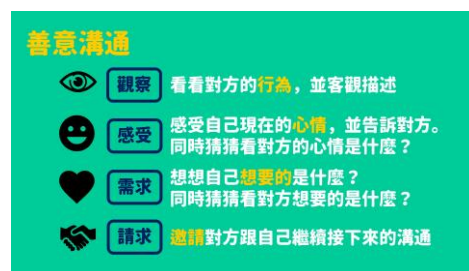 善意溝通
觀察 看看對方的行為，並客觀描述
感受 感受自己現在的心情，並告訴對方。
同時猜猜看對方的心情是什麼？
需求 想想自己想要的是什麼？
同時猜猜看對方想要的是什麼？
請求 邀請對方跟自己繼續接下來的溝通